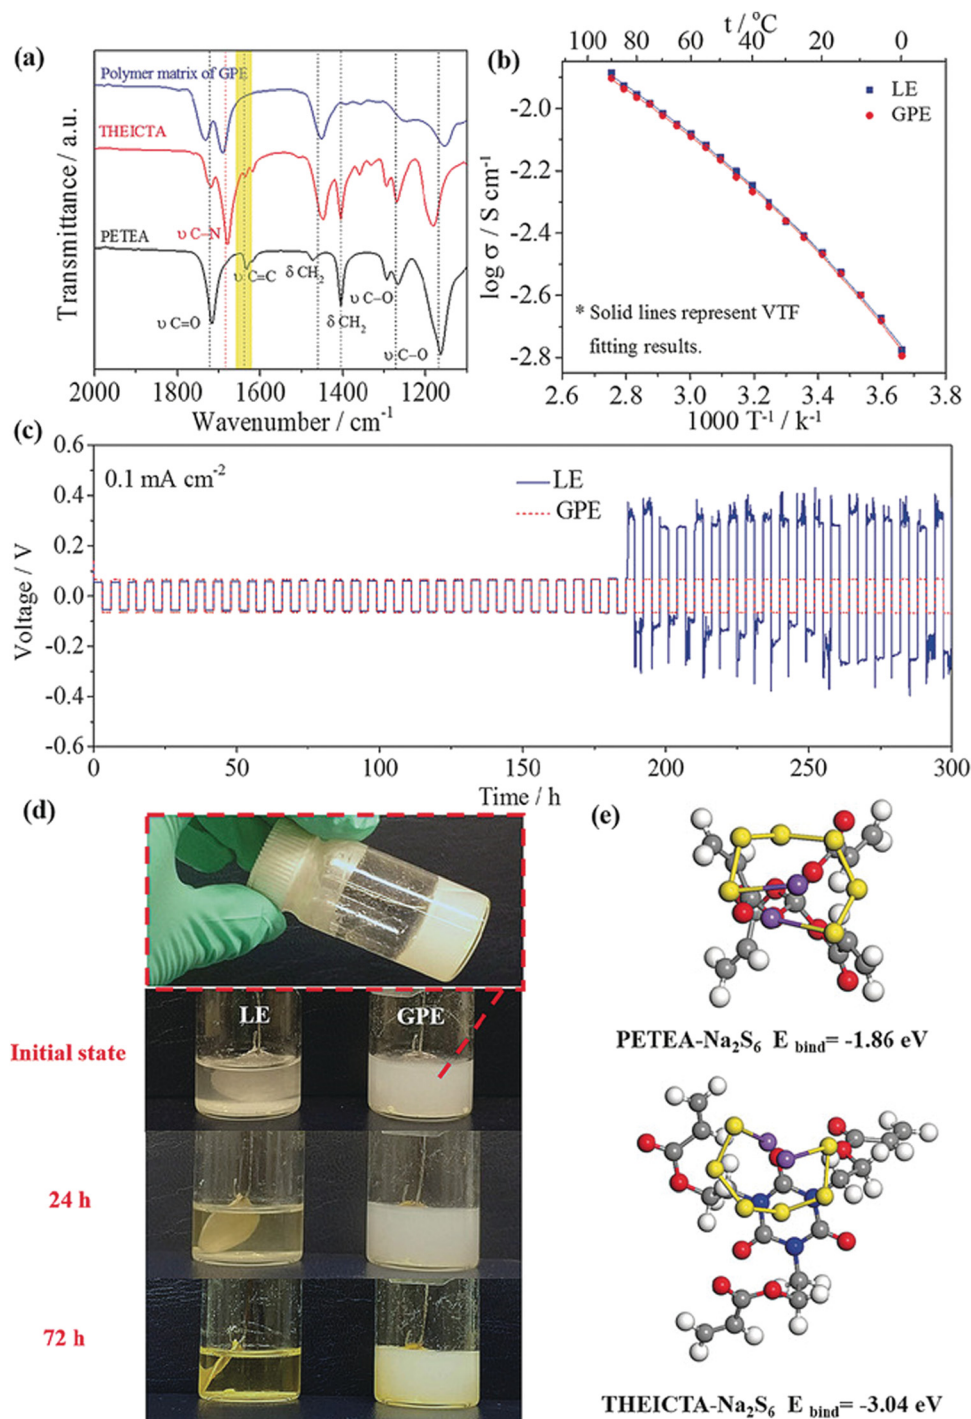 (a)
Polymer matrix of GPE
THEICTA
υ C–N
PETEA
υ C=C
δ CH₂
υ C–O
υ C=O
δ CH₂
υ C–O
Transmittance / a.u.
2000 1800 1600 1400 1200
Wavenumber / cm⁻¹
t / °C
100 80 60 40 20 0
(b)
LE
GPE
log σ / S cm⁻¹
-2.0
-2.2
-2.4
-2.6
-2.8
* Solid lines represent VTF
fitting results.
2.6 2.8 3.0 3.2 3.4 3.6 3.8
1000 T⁻¹ / k⁻¹
(c)
0.1 mA cm⁻²
LE
GPE
Voltage / V
0.6
0.4
0.2
0.0
-0.2
-0.4
-0.6
0 50 100 150 200 250 300
Time / h
(d)
LE GPE
Initial state
24 h
72 h
(e)
PETEA-Na₂S₆ E bind= -1.86 eV
THEICTA-Na₂S₆ E bind= -3.04 eV